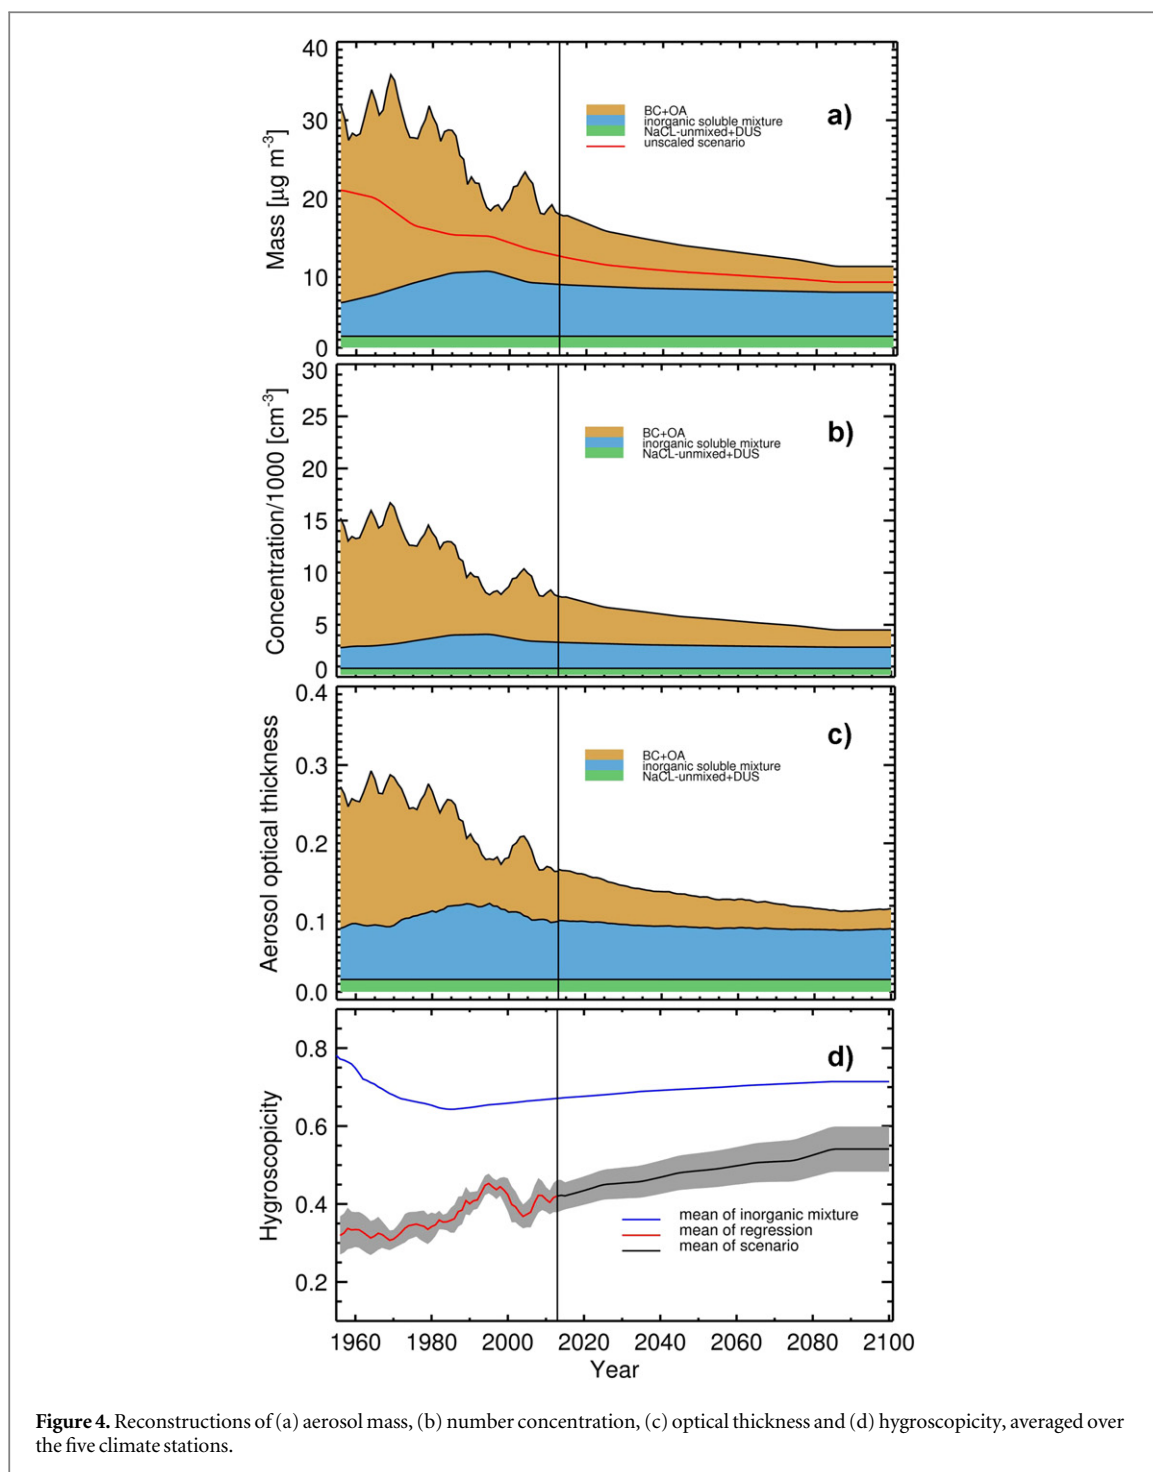 40
30
20
10
0
Mass [μg m-3]
a)
BC+OA
inorganic soluble mixture
NaCL-unmixed+DUS
unscaled scenario
30
25
20
15
10
5
0
Concentration/1000 [cm-3]
b)
BC+OA
inorganic soluble mixture
NaCL-unmixed+DUS
0.4
0.3
0.2
0.1
0.0
Aerosol optical thickness
c)
BC+OA
inorganic soluble mixture
NaCL-unmixed+DUS
0.8
0.6
0.4
0.2
Hygroscopicity
d)
mean of inorganic mixture
mean of regression
mean of scenario
1960 1980 2000 2020 2040 2060 2080 2100
Year
Figure 4. Reconstructions of (a) aerosol mass, (b) number concentration, (c) optical thickness and (d) hygroscopicity, averaged over
the five climate stations.